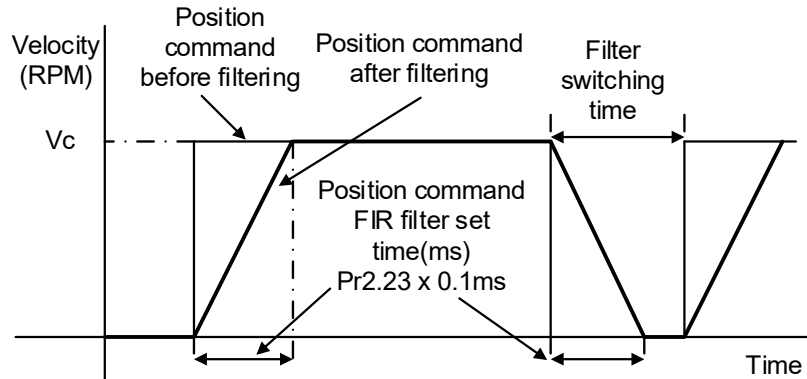 Velocity
(RPM)
Position
command
before filtering
Position command
after filtering
Filter
switching
time
Vc
Position command
FIR filter set
time(ms)
Pr2.23 x 0.1ms
Time